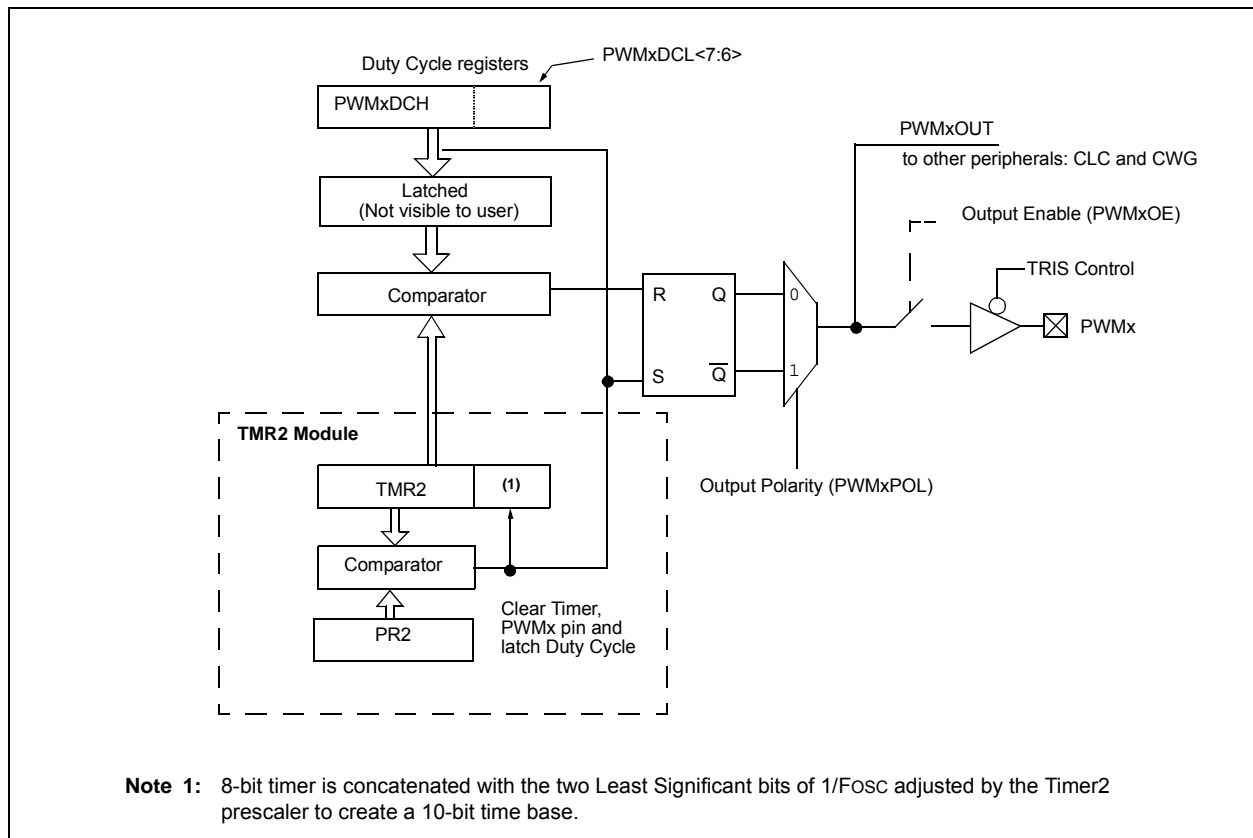 Duty Cycle registers
PWMxDCL<7:6>
PWMxDCH
Latched
(Not visible to user)
Comparator
R
Q
S
Q̅
0
1
PWMxOUT
to other peripherals: CLC and CWG
Output Enable (PWMxOE)
TRIS Control
PWMx
Output Polarity (PWMxPOL)
TMR2 Module
TMR2
(1)
Comparator
PR2
Clear Timer,
PWMx pin and
latch Duty Cycle
Note 1: 8-bit timer is concatenated with the two Least Significant bits of 1/FOSC adjusted by the Timer2
prescaler to create a 10-bit time base.